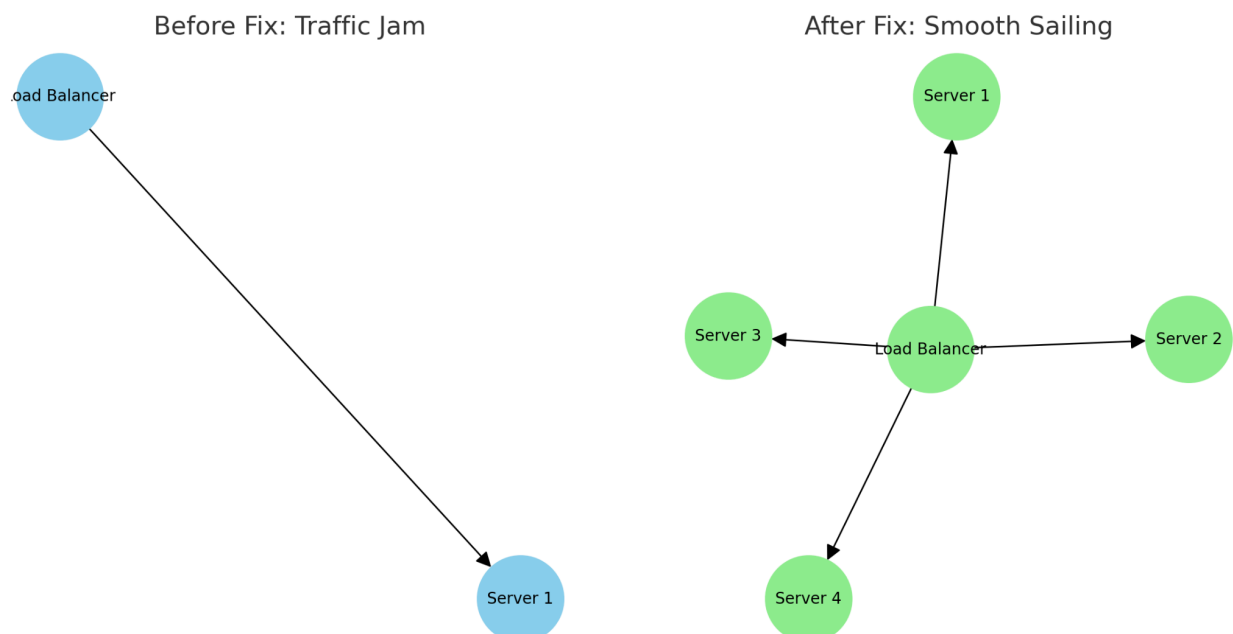 Before Fix: Traffic Jam
oad Balancer
Server 1
After Fix: Smooth Sailing
Server 1
Server 3
Load Balancer
Server 2
Server 4